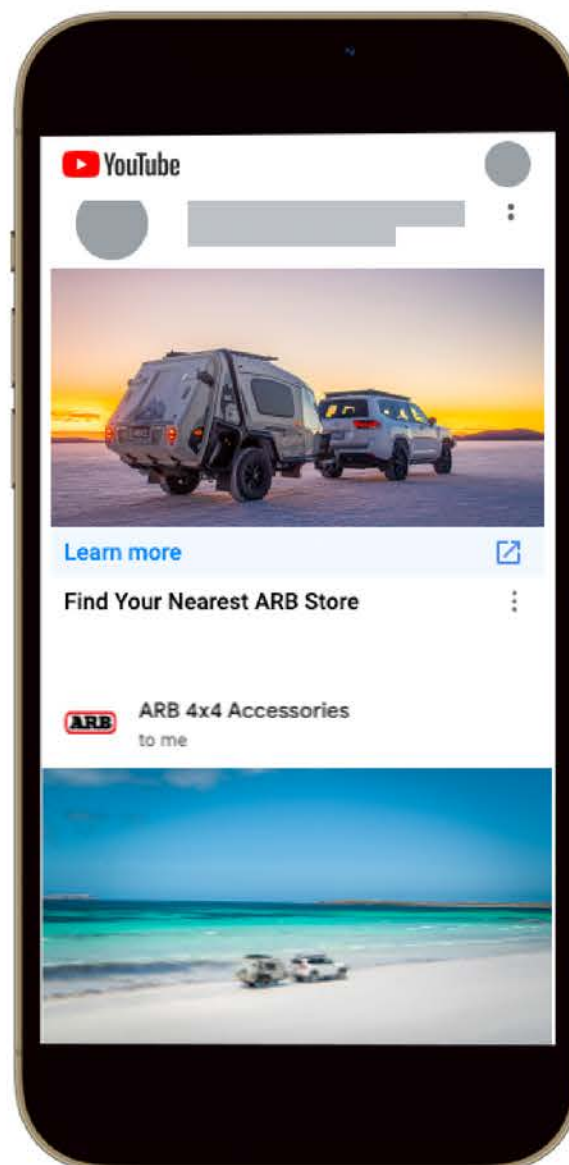 YouTube
Learn more
Find Your Nearest ARB Store
ARB
ARB 4x4 Accessories
to me